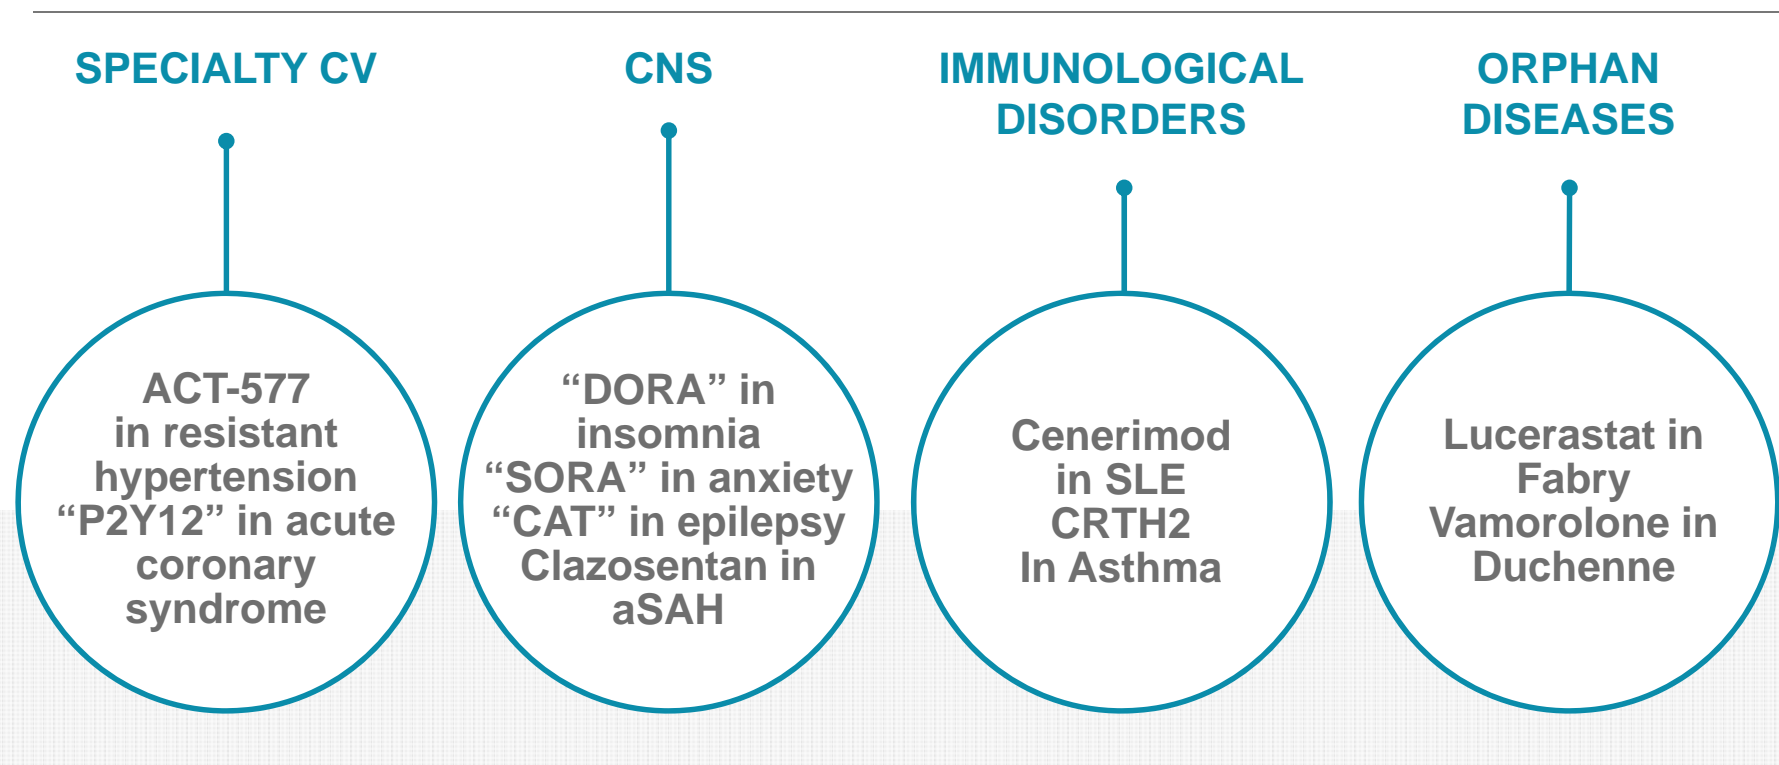 SPECIALTY CV
ACT-577
in resistant
hypertension
“P2Y12” in acute
coronary
syndrome
CNS
“DORA” in
insomnia
“SORA” in anxiety
“CAT” in epilepsy
Clazosentan in
aSAH
IMMUNOLOGICAL
DISORDERS
Cenerimod
in SLE
CRTH2
In Asthma
ORPHAN
DISEASES
Lucerastat in
Fabry
Vamorolone in
Duchenne